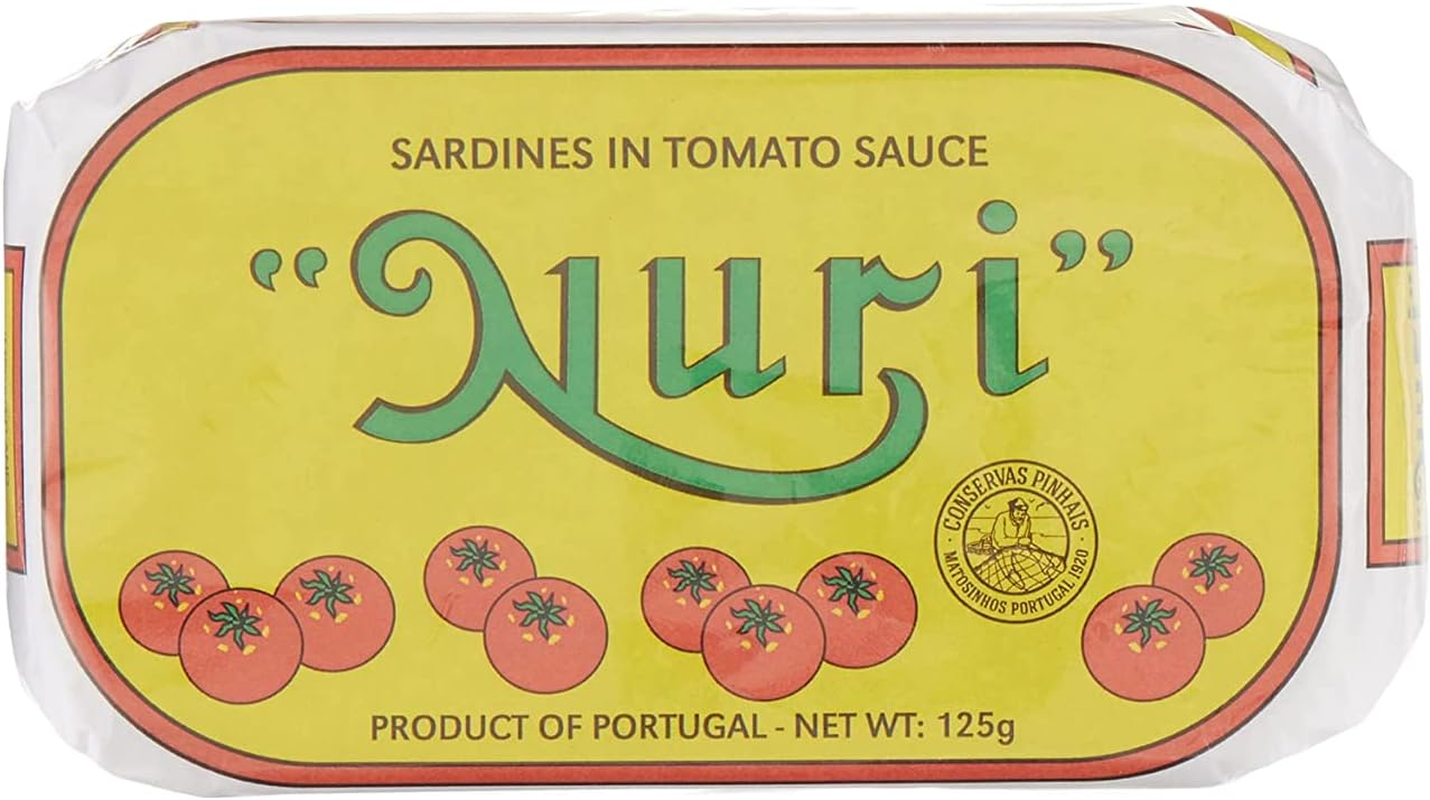 SARDINES IN TOMATO SAUCE
“Nuri”
CONSERVAS PINHAIS
MATOSINHOS PORTUGAL 1920
PRODUCT OF PORTUGAL - NET WT: 125g